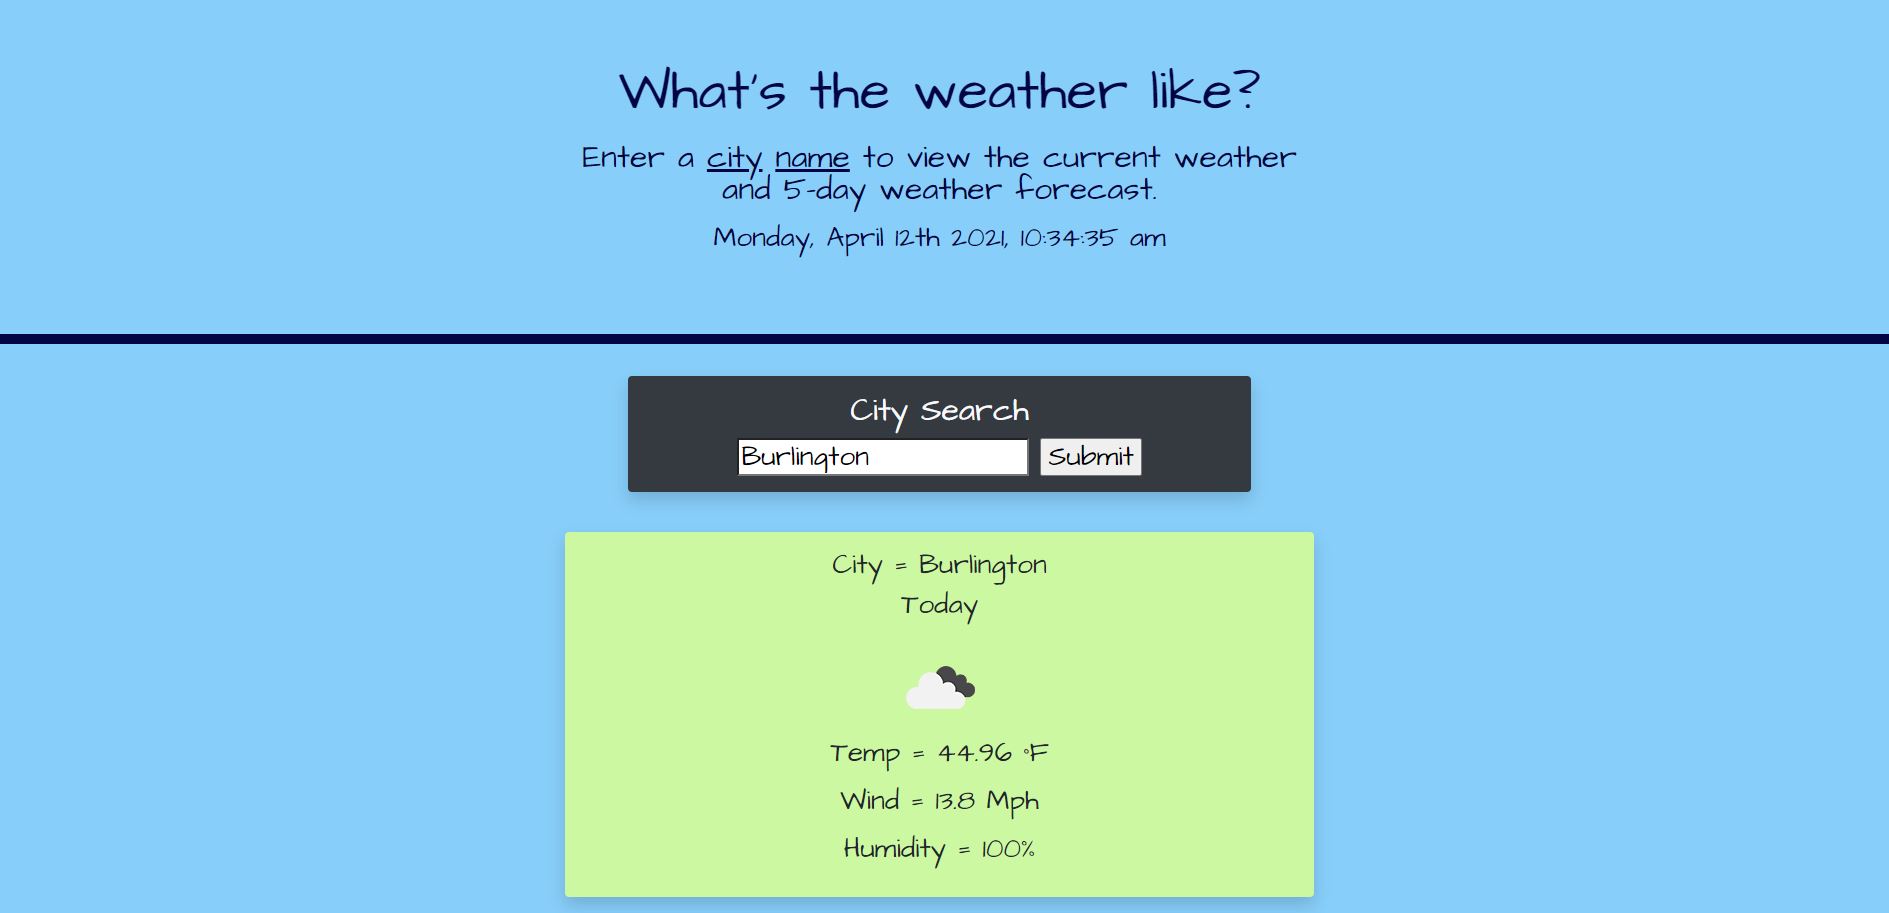 What's the weather like?
Enter a city name to view the current weather
and 5-day weather forecast.
Monday, April 12th 2021, 10:34:35 am
City Search
Burlington
Submit
City = Burlington
Today
Temp = 44.96 °F
Wind = 13.8 Mph
Humidity = 100%